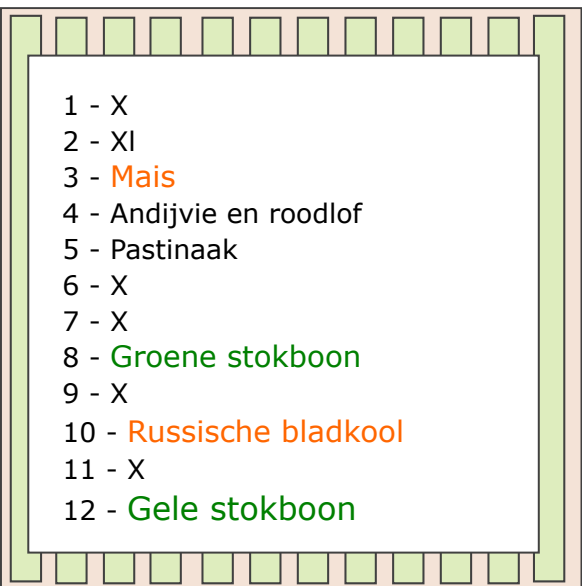 1 - X
2 - Xl
3 - Mais
4 - Andijvie en roodlof
5 - Pastinaak
6 - X
7 - X
8 - Groene stokboon
9 - X
10 - Russische bladkool
11 - X
12 - Gele stokboon